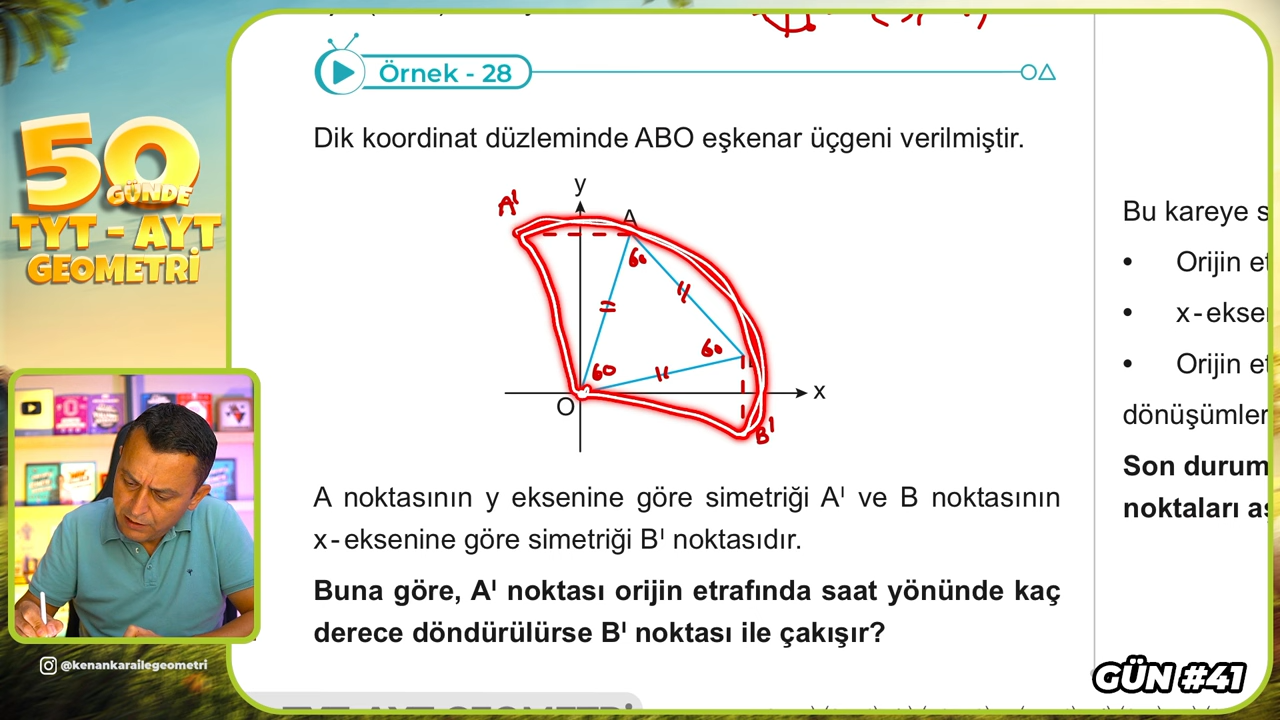 50
GÜNDE
TYT - AYT
GEOMETRİ
Örnek - 28
Dik koordinat düzleminde ABO eşkenar üçgeni verilmiştir.
y
A'
A
60
60
60
x
O
B'
A noktasının y eksenine göre simetriği A' ve B noktasının
x-eksenine göre simetriği B' noktasıdır.
Buna göre, A' noktası orijin etrafında saat yönünde kaç
derece döndürülürse B' noktası ile çakışır?
Bu kareye s
• Orijin et
• x-ekse
• Orijin et
dönüşümler
Son durum
noktaları aş
@kenankarailegeometri
GÜN #41